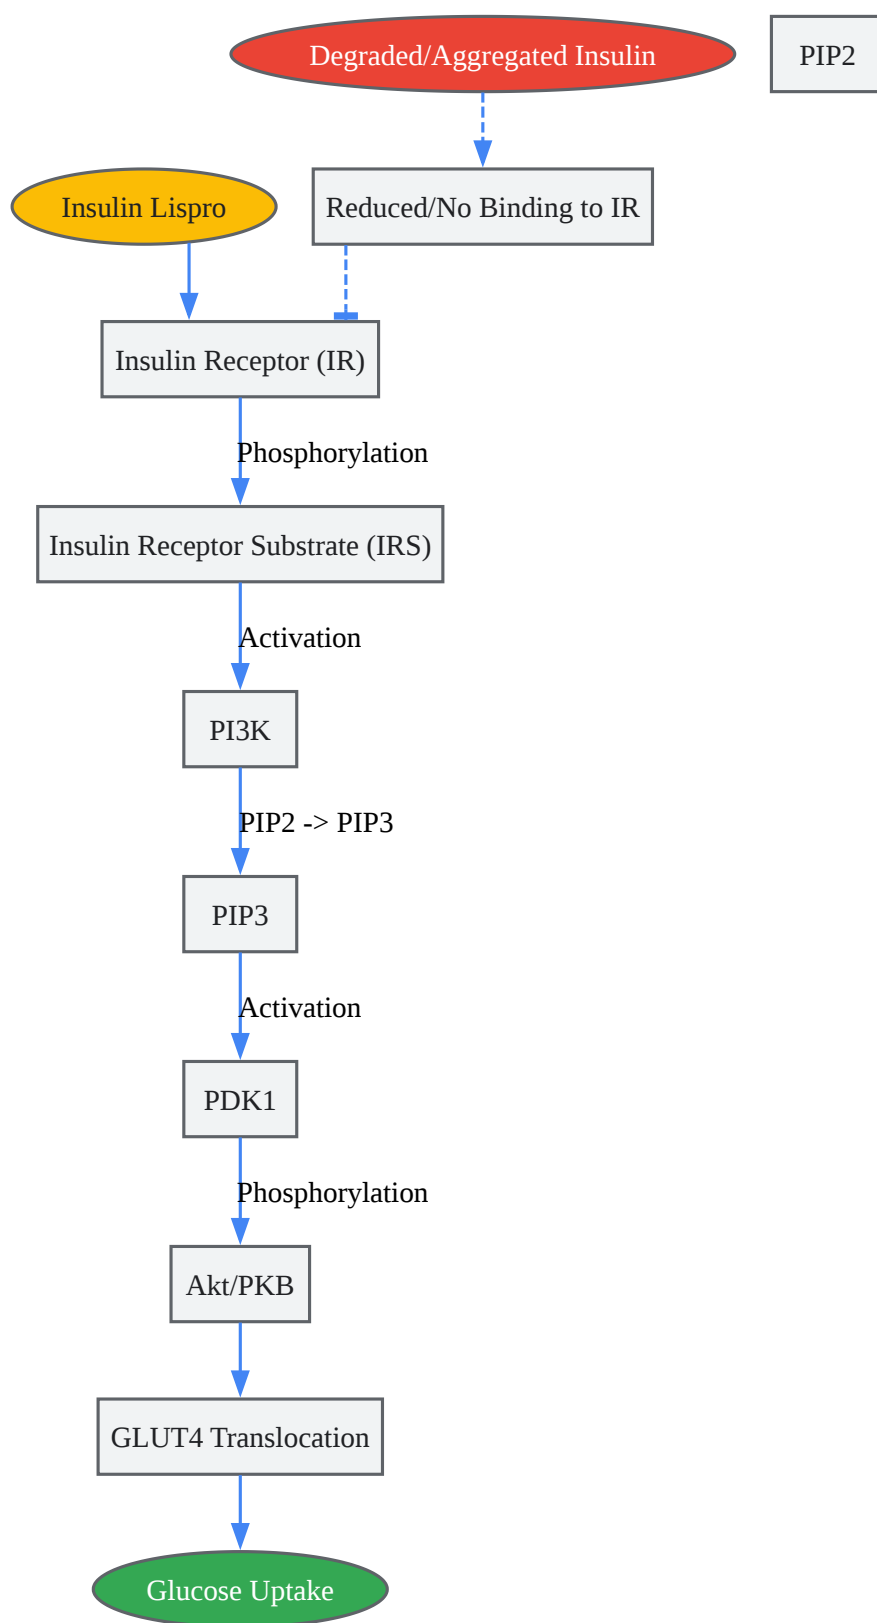 Degraded/Aggregated Insulin
PIP2
Insulin Lispro
Reduced/No Binding to IR
Insulin Receptor (IR)
Phosphorylation
Insulin Receptor Substrate (IRS)
Activation
PI3K
PIP2 -> PIP3
PIP3
Activation
PDK1
Phosphorylation
Akt/PKB
GLUT4 Translocation
Glucose Uptake